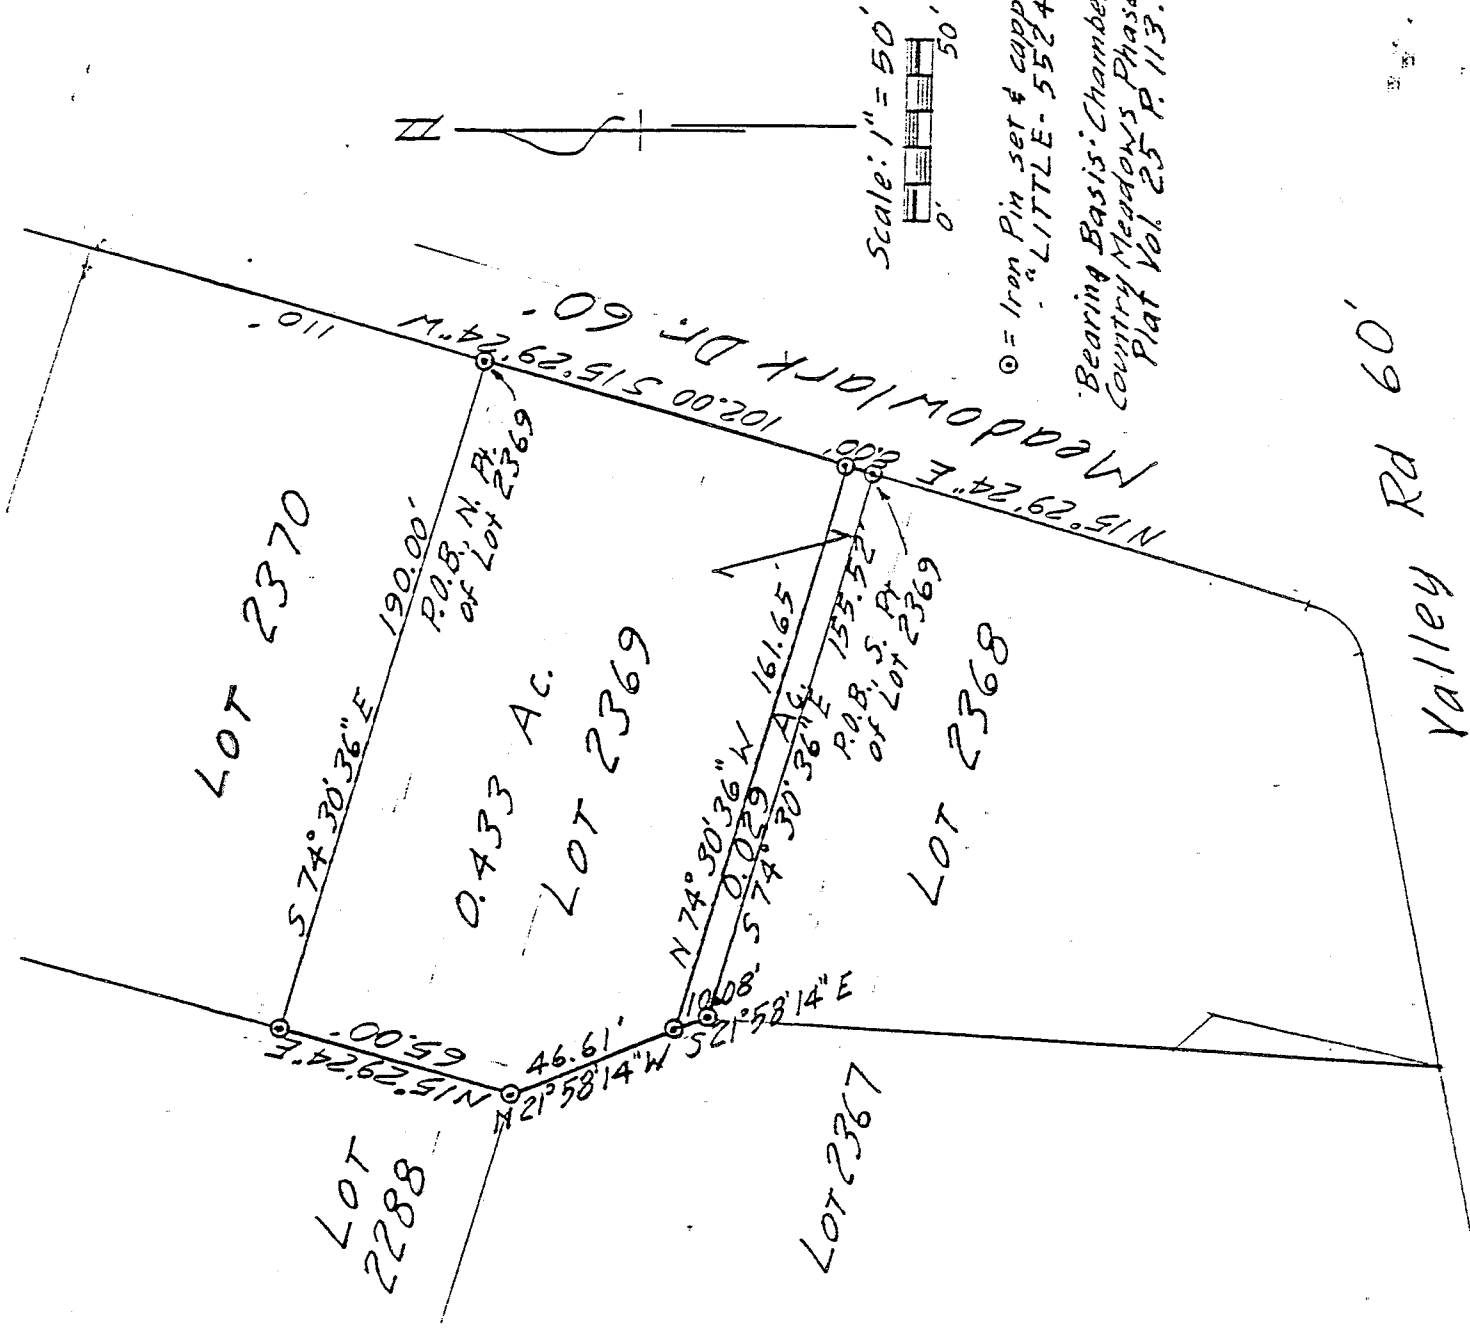 N
Scale: 1" = 50'
0' 50'
⊙ = Iron Pin set & capp
"LITTLE-5524
Bearing Basis: Chambe
Country Meadows Phase
Plat Vol. 25 P. 113.
LOT 2370
110'
S 74°30'36" E 190.00'
P.O.B., N. Pt.
of Lot 2369
102.00 S15°29'24"W
Meadowlark Dr. 60'
0.433 Ac.
LOT 2369
N15°29'24"E
65.00'
46.61'
N 21°58'14"W
N 74°30'36" W 161.65'
8.00'
0.029 Ac.
S 74°30'36" E 155.52'
10.08'
S 21°58'14" E
P.O.B., S. Pt
of Lot 2369
N15°29'24"E
LOT 2368
LOT
2288
LOT 2367
Valley Rd 60'